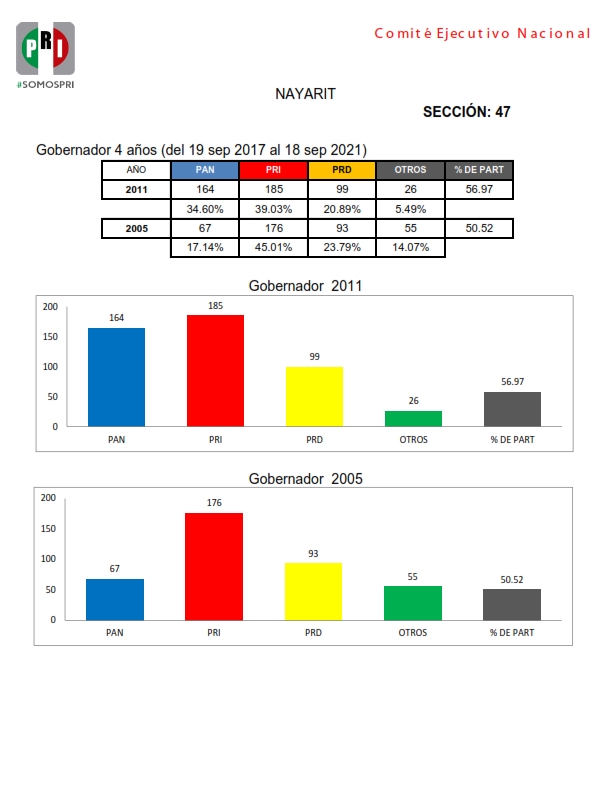 Comité Ejecutivo Nacional
PRI
#SOMOSPRI
NAYARIT
SECCIÓN: 47
Gobernador 4 años (del 19 sep 2017 al 18 sep 2021)
AÑO PAN PRI PRD OTROS % DE PART
2011 164 185 99 26 56.97
34.60% 39.03% 20.89% 5.49%
2005 67 176 93 55 50.52
17.14% 45.01% 23.79% 14.07%
Gobernador 2011
200
150
100
50
0
164
185
99
26
56.97
PAN PRI PRD OTROS % DE PART
Gobernador 2005
200
150
100
50
0
67
176
93
55
50.52
PAN PRI PRD OTROS % DE PART